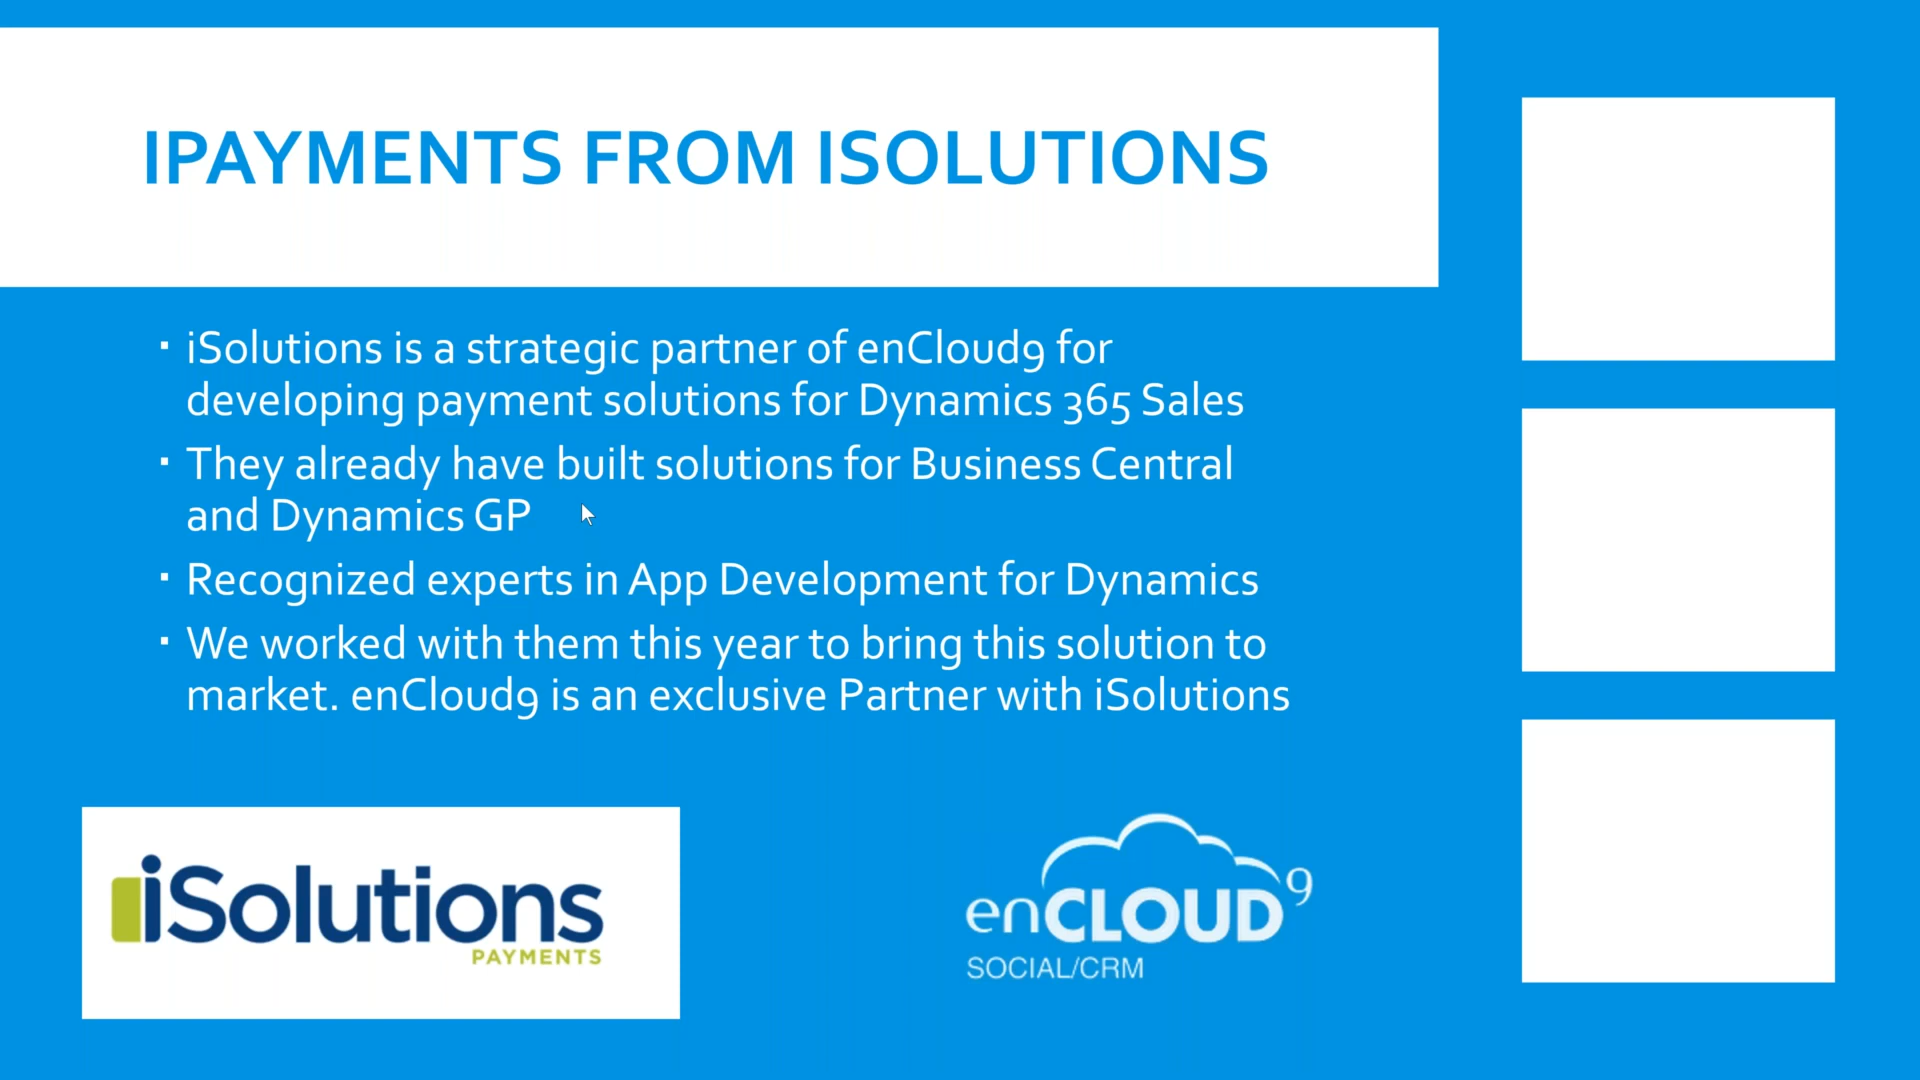 IPAYMENTS FROM ISOLUTIONS
▪ iSolutions is a strategic partner of enCloud9 for
developing payment solutions for Dynamics 365 Sales
▪ They already have built solutions for Business Central
and Dynamics GP
▪ Recognized experts in App Development for Dynamics
▪ We worked with them this year to bring this solution to
market. enCloud9 is an exclusive Partner with iSolutions
iSolutions
PAYMENTS
enCLOUD9
SOCIAL/CRM